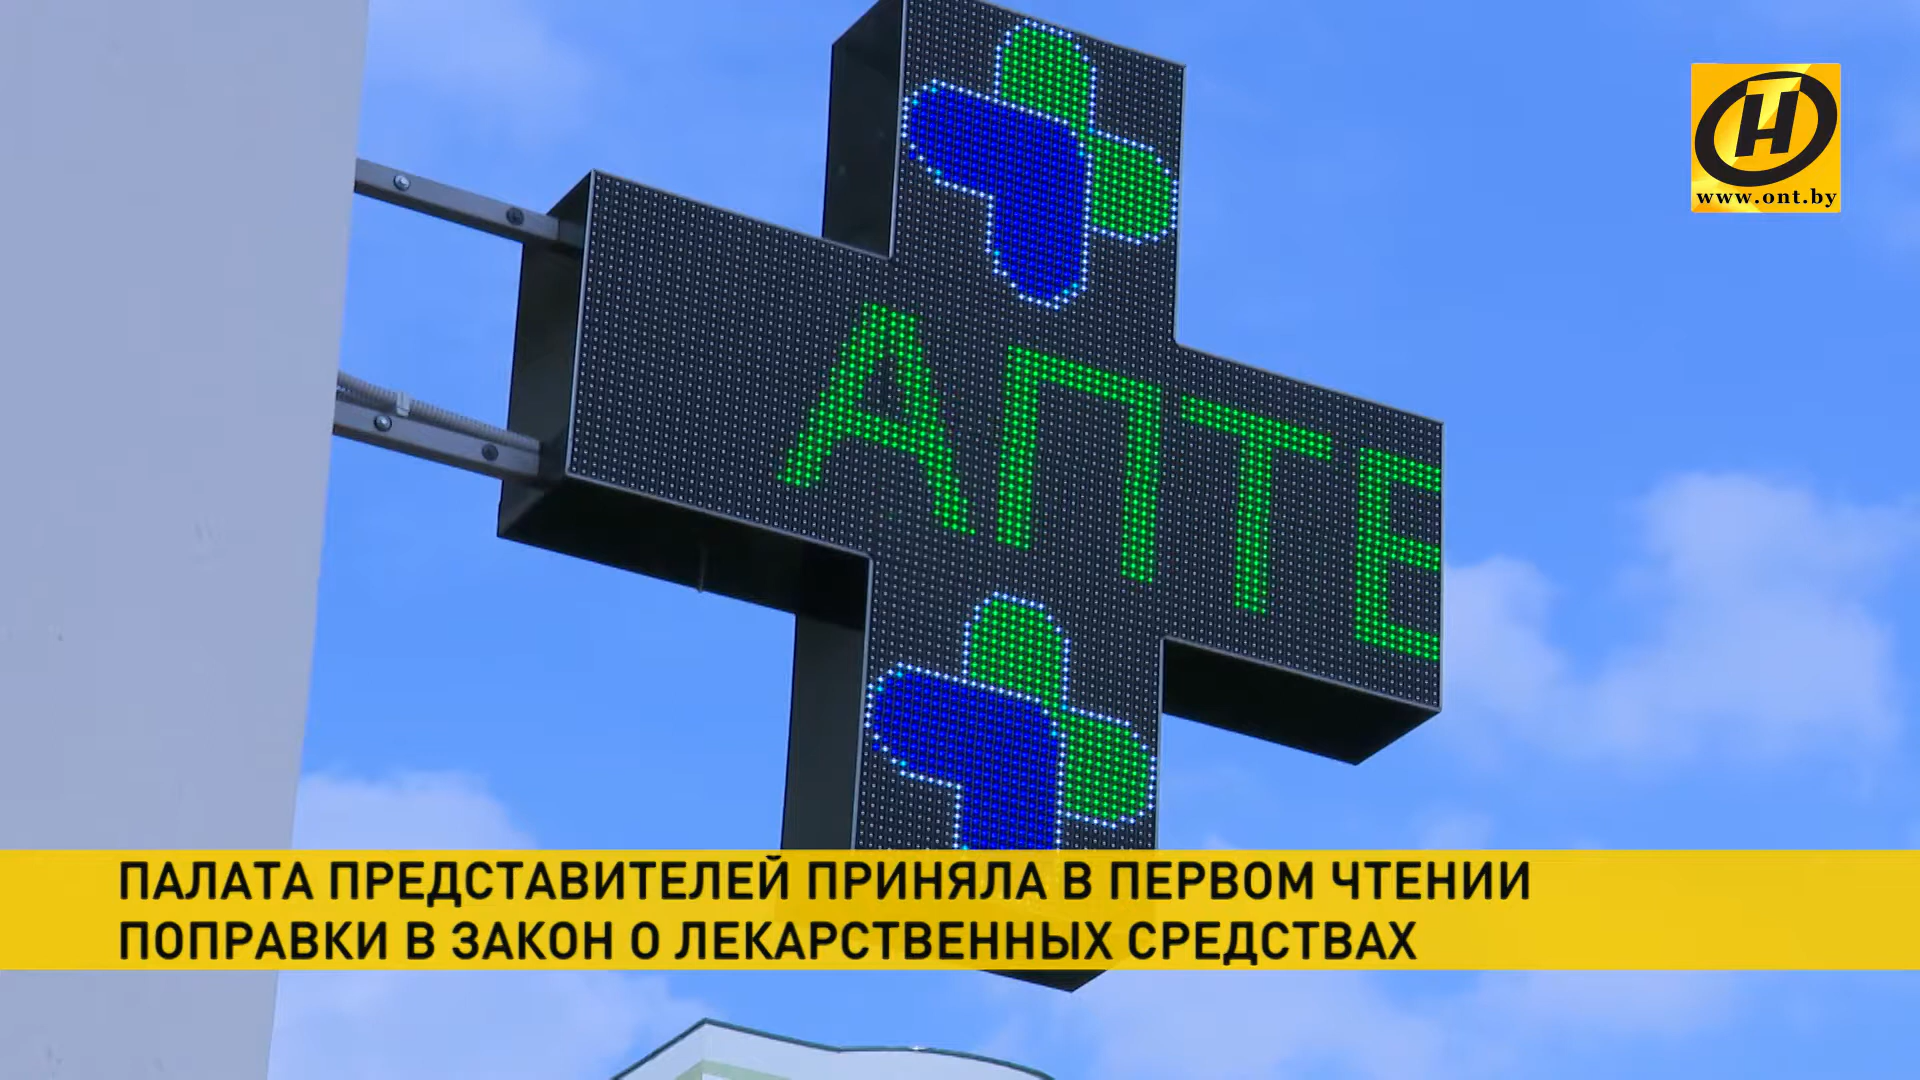 Н
www.ont.by
АПТЕ
ПАЛАТА ПРЕДСТАВИТЕЛЕЙ ПРИНЯЛА В ПЕРВОМ ЧТЕНИИ
ПОПРАВКИ В ЗАКОН О ЛЕКАРСТВЕННЫХ СРЕДСТВАХ